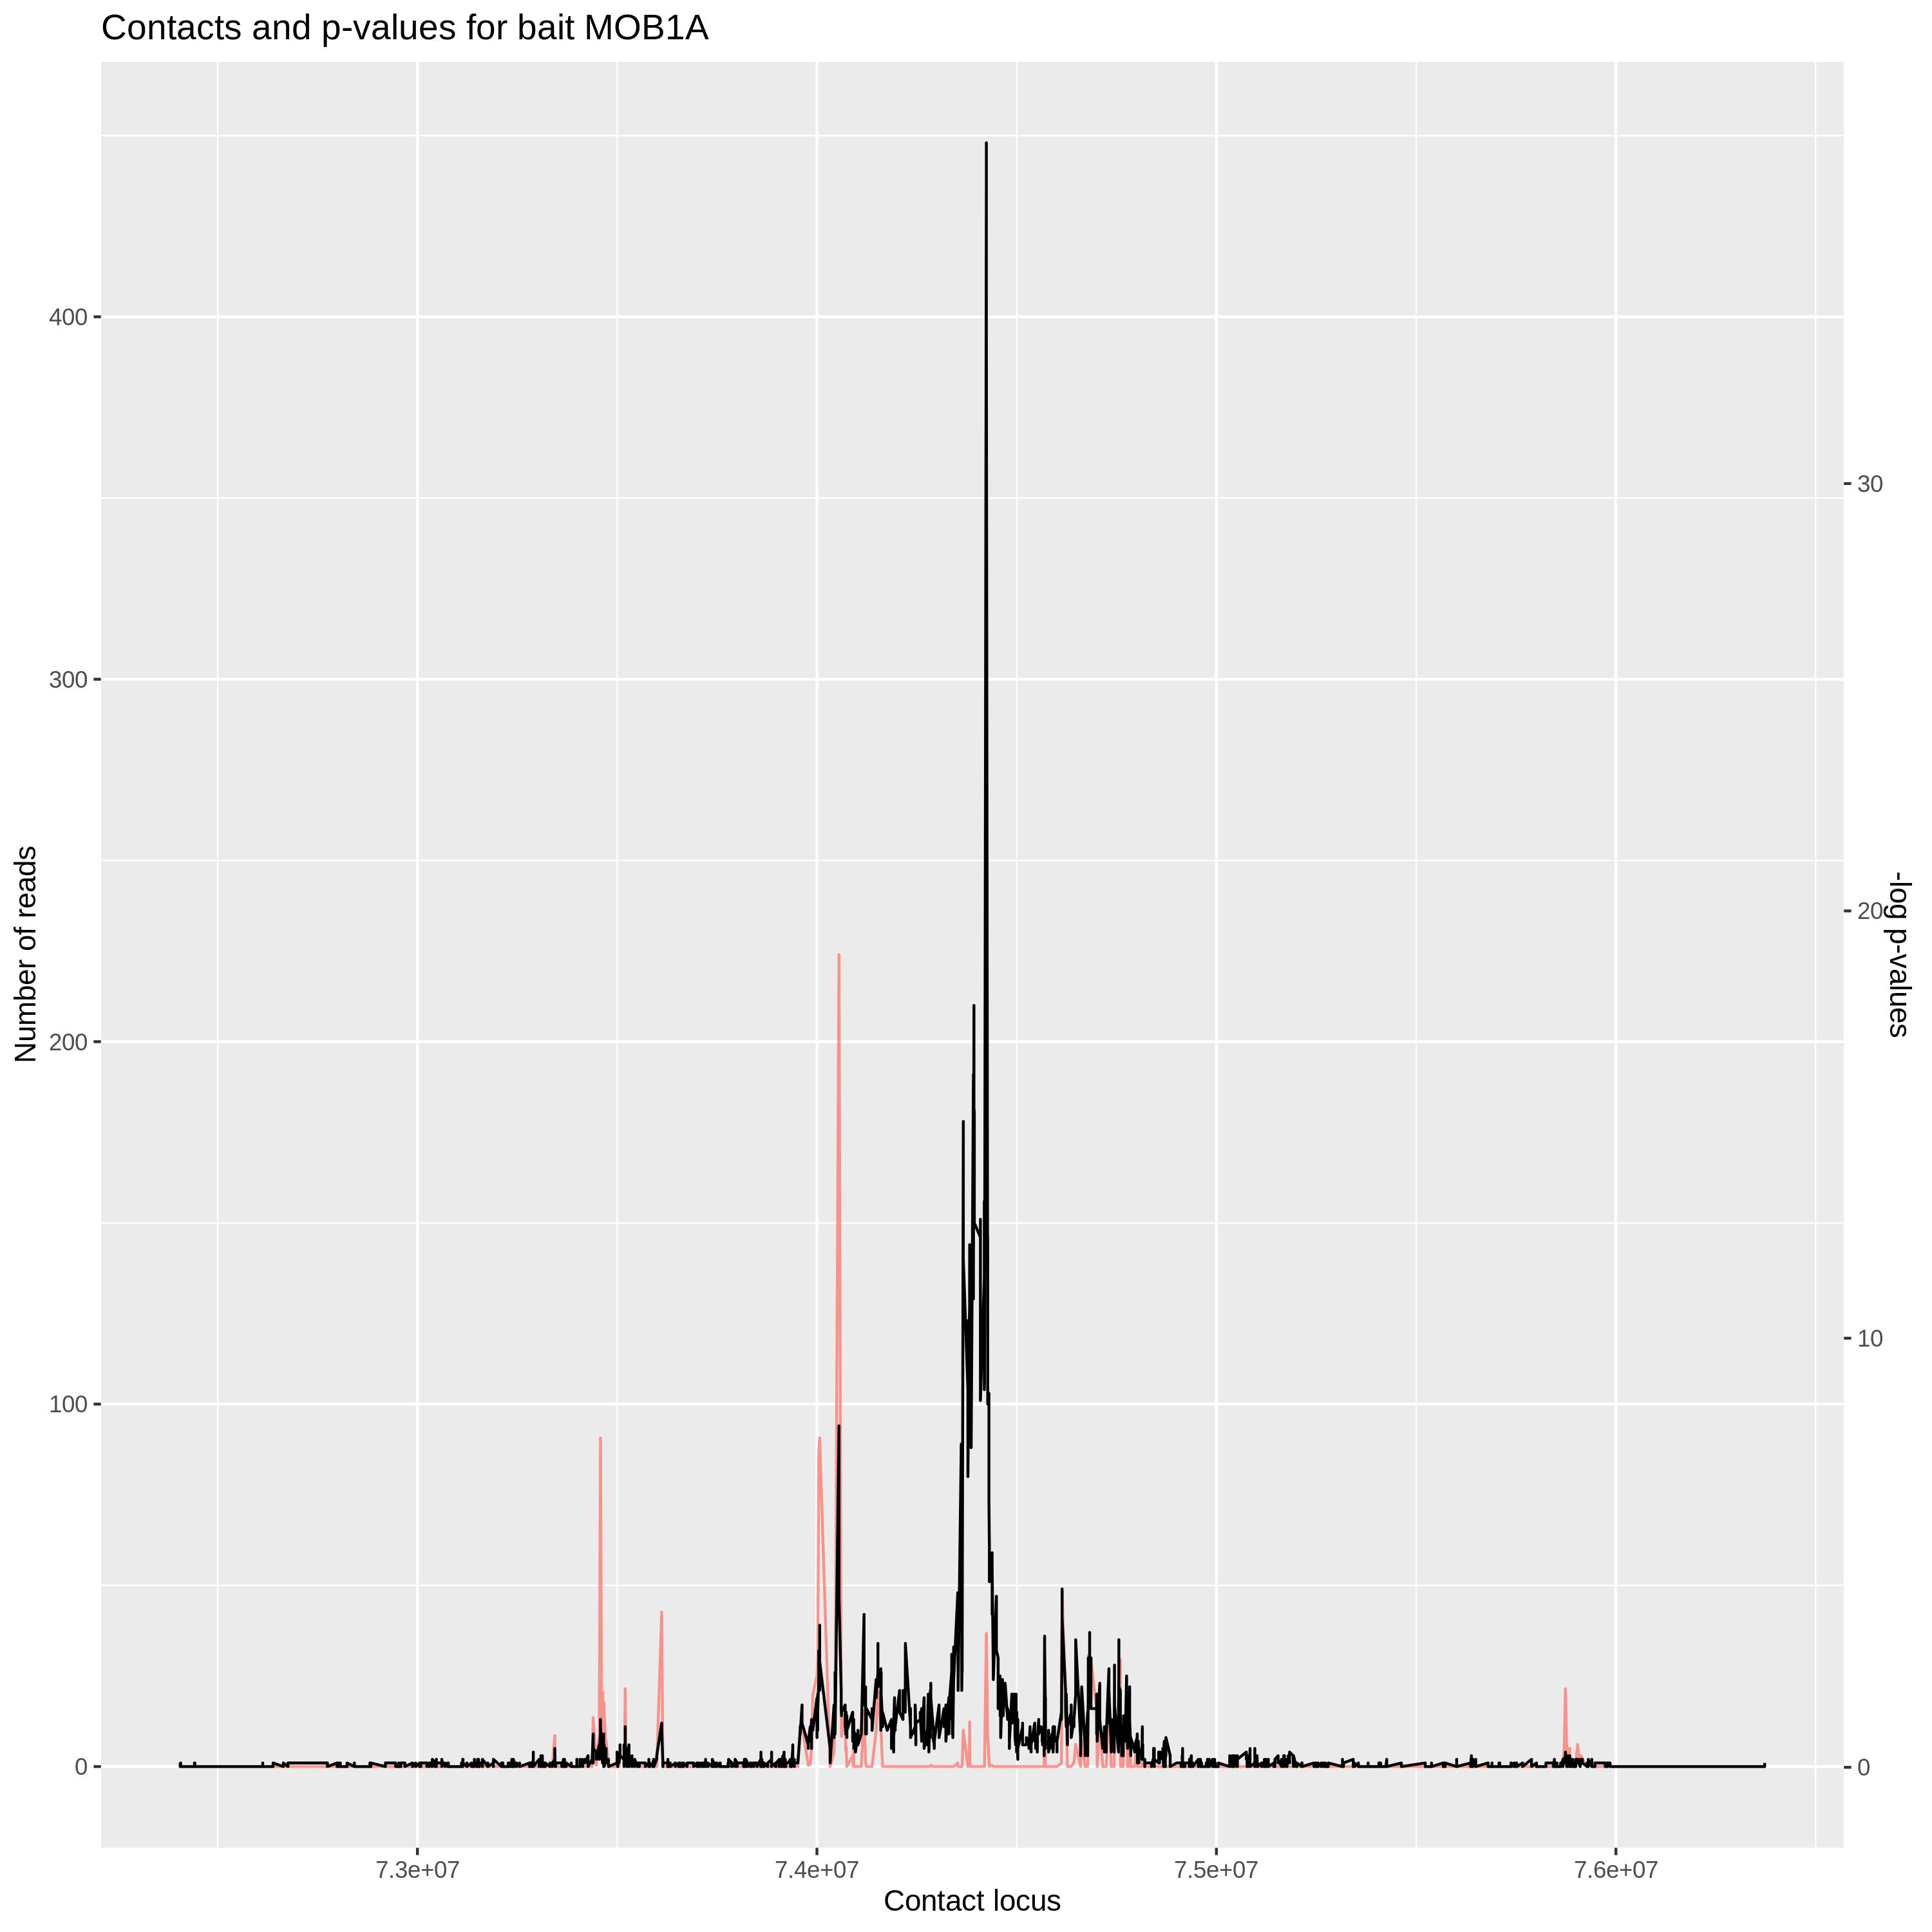 Contacts and p-values for bait MOB1A
Number of reads
400
300
200
100
0
30
20
10
0
-log p-values
7.3e+07 7.4e+07 7.5e+07 7.6e+07
Contact locus